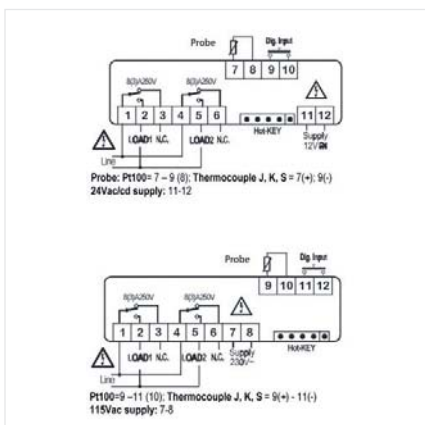 Probe
Dig. Input
7 8 9 10
8(3)A250V 8(3)A250V
1 2 3 4 5 6
11 12
Hot-KEY
LOAD1 N.C. LOAD2 N.C.
Supply
12V
Line
Probe: Pt100= 7 – 9 (8); Thermocouple J, K, S = 7(+); 9(-)
24Vac/cd supply: 11-12
Probe
Dig. Input
9 10 11 12
8(3)A250V 8(3)A250V
1 2 3 4 5 6 7 8
Hot-KEY
LOAD1 N.C. LOAD2 N.C.
Supply
230V~
Line
Pt100=9 –11 (10); Thermocouple J, K, S = 9(+) - 11(-)
115Vac supply: 7-8